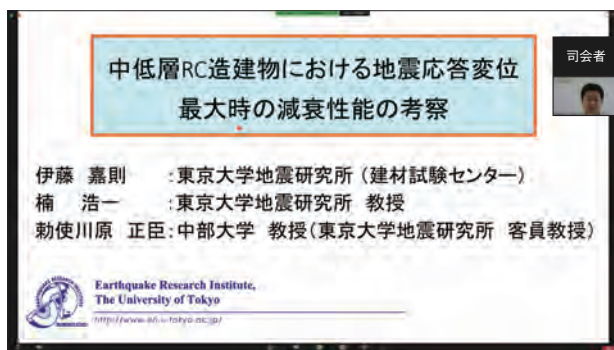 中低層RC造建物における地震応答変位
最大時の減衰性能の考察
司会者
伊藤 嘉則 :東京大学地震研究所 (建材試験センター)
楠 浩一 :東京大学地震研究所 教授
勅使川原 正臣:中部大学 教授(東京大学地震研究所 客員教授)
Earthquake Research Institute,
The University of Tokyo